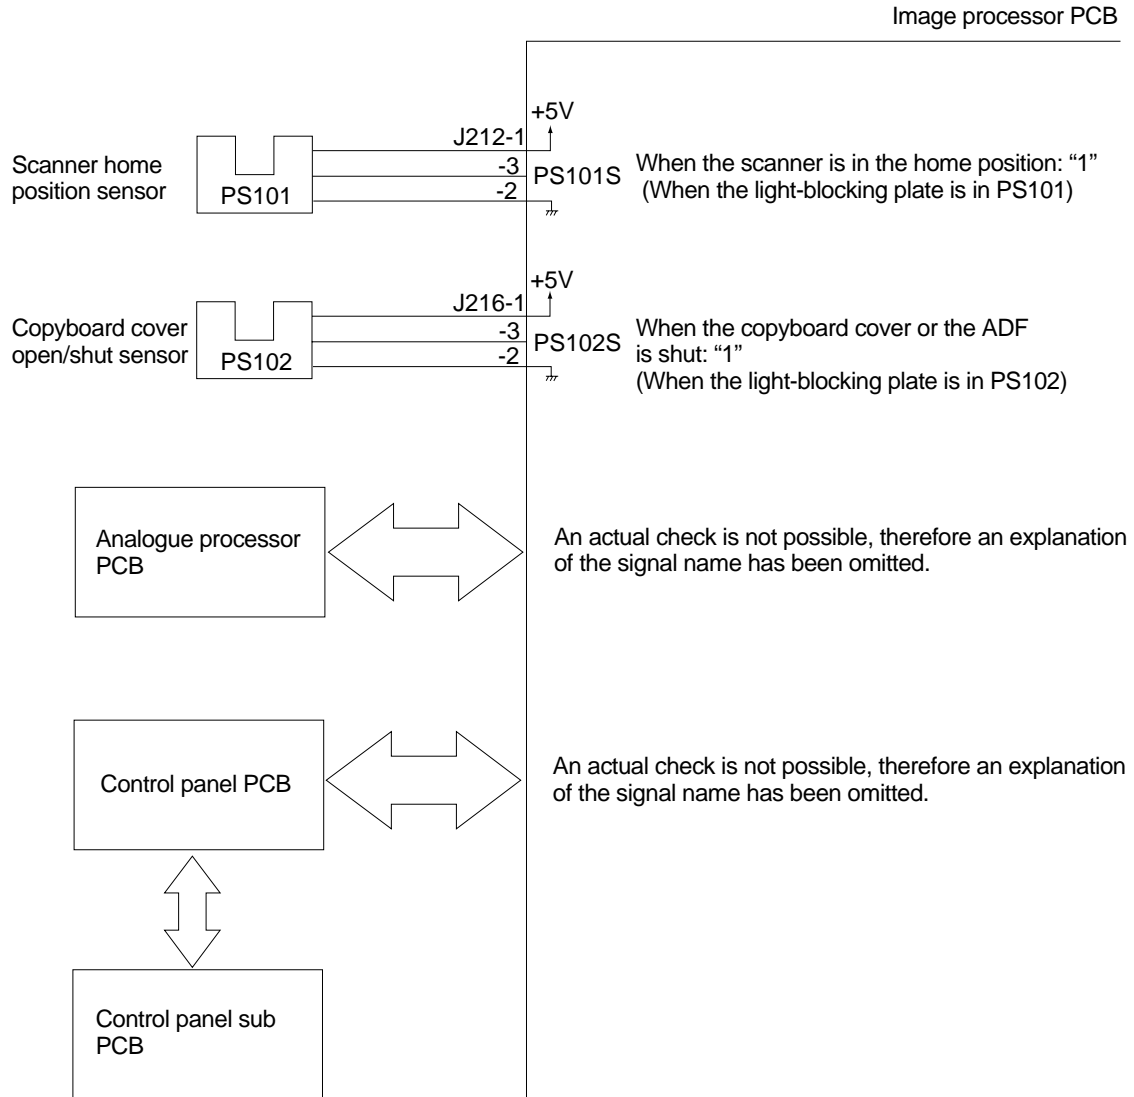 Image processor PCB
+5V
J212-1
Scanner home
position sensor
PS101
-3
-2
PS101S
When the scanner is in the home position: “1”
(When the light-blocking plate is in PS101)
+5V
J216-1
Copyboard cover
open/shut sensor
PS102
-3
-2
PS102S
When the copyboard cover or the ADF
is shut: “1”
(When the light-blocking plate is in PS102)
Analogue processor
PCB
An actual check is not possible, therefore an explanation
of the signal name has been omitted.
Control panel PCB
An actual check is not possible, therefore an explanation
of the signal name has been omitted.
Control panel sub
PCB